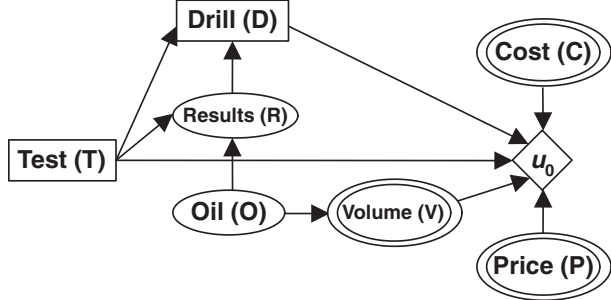 Drill (D)
Cost (C)
Results (R)
Test (T)
u0
Oil (O)
Volume (V)
Price (P)